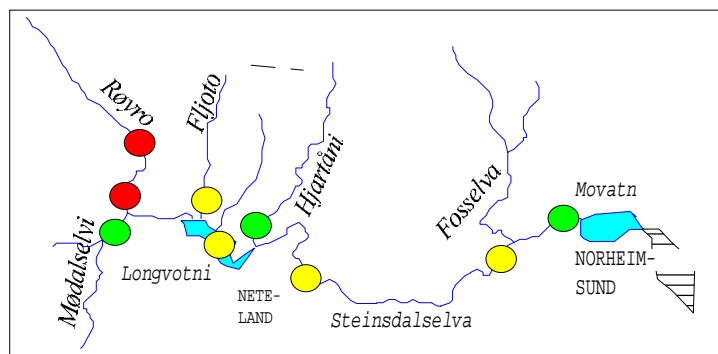 Røyro
Fljoto
Hjartåni
Fosselva
Movatn
Mødalselvi
Longvotni
NETE-
LAND
Steinsdalselva
NORHEIM-
SUND